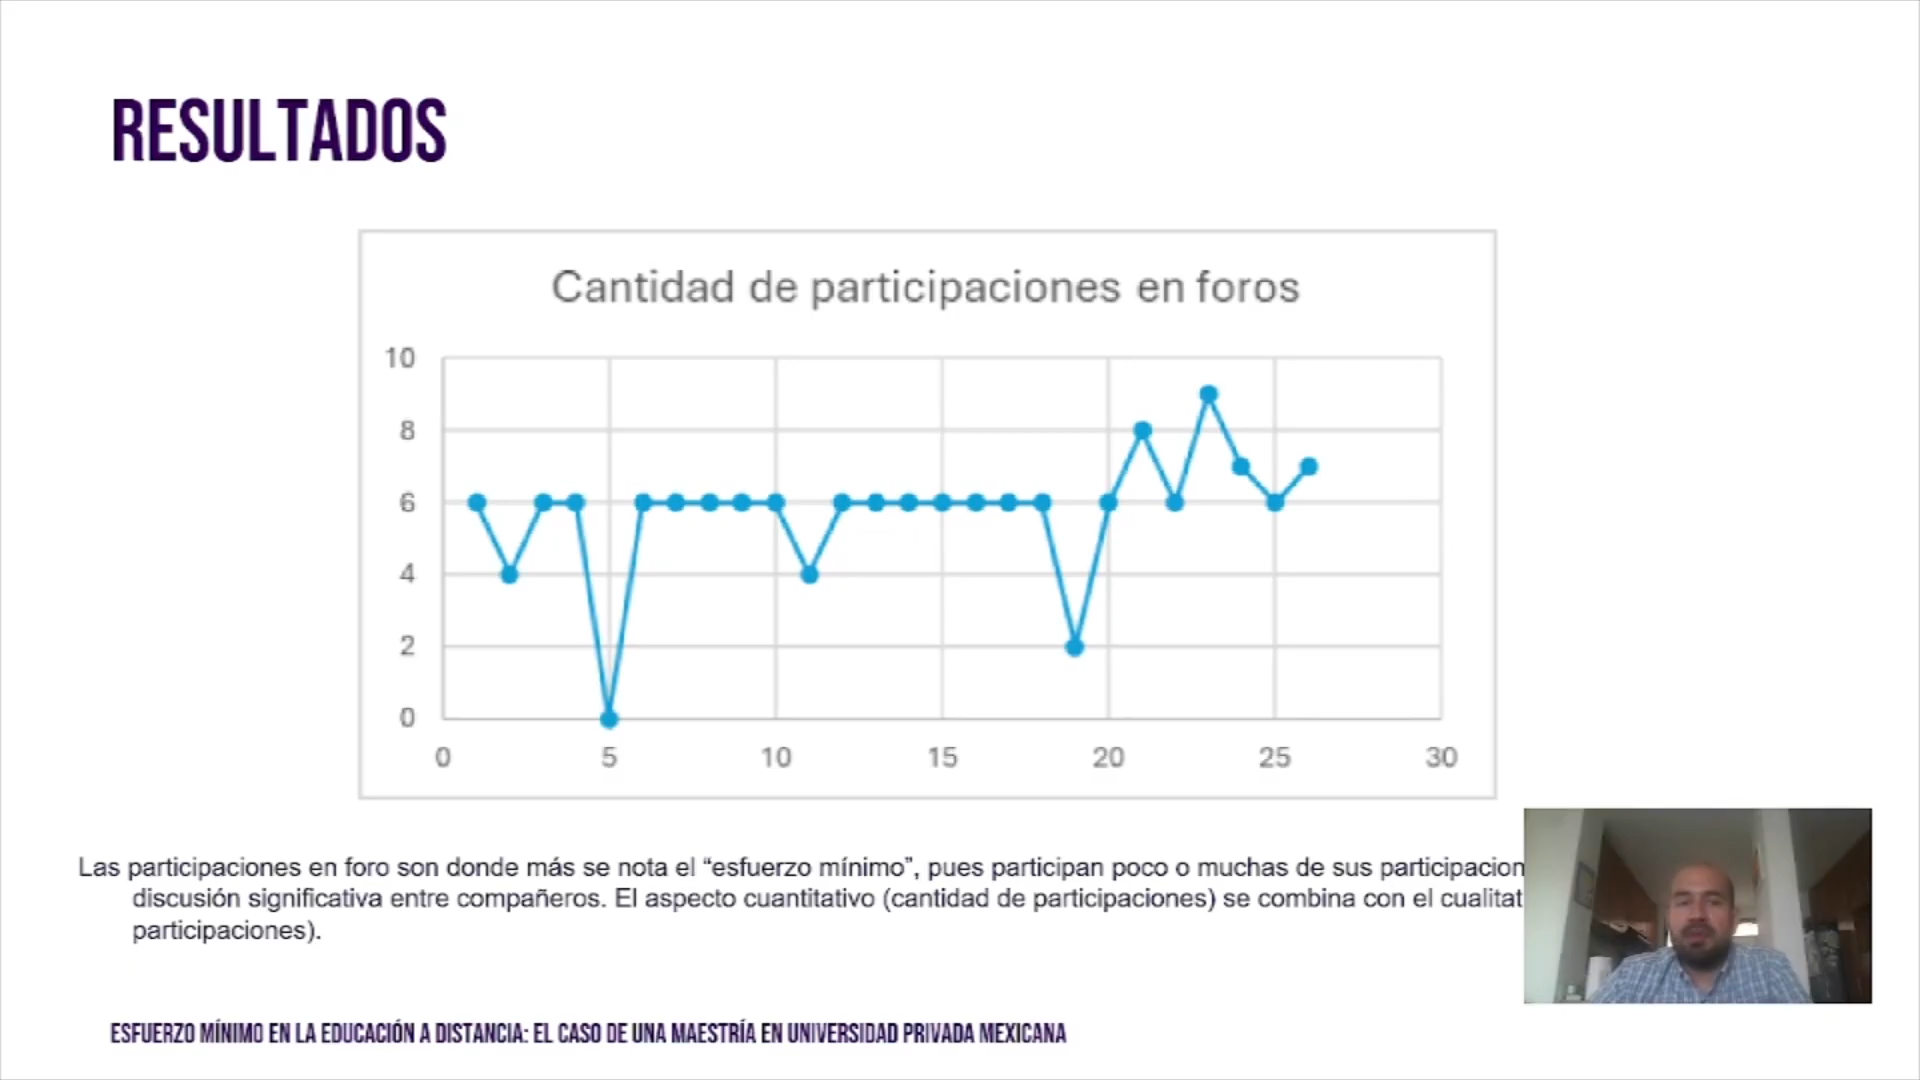 RESULTADOS
Cantidad de participaciones en foros
10
8
6
4
2
0
0 5 10 15 20 25 30
Las participaciones en foro son donde más se nota el “esfuerzo mínimo”, pues participan poco o muchas de sus
discusión significativa entre compañeros. El aspecto cuantitativo (cantidad de participaciones) se combina con el
participaciones).
ESFUERZO MÍNIMO EN LA EDUCACIÓN A DISTANCIA: EL CASO DE UNA MAESTRÍA EN UNIVERSIDAD PRIVADA MEXICANA